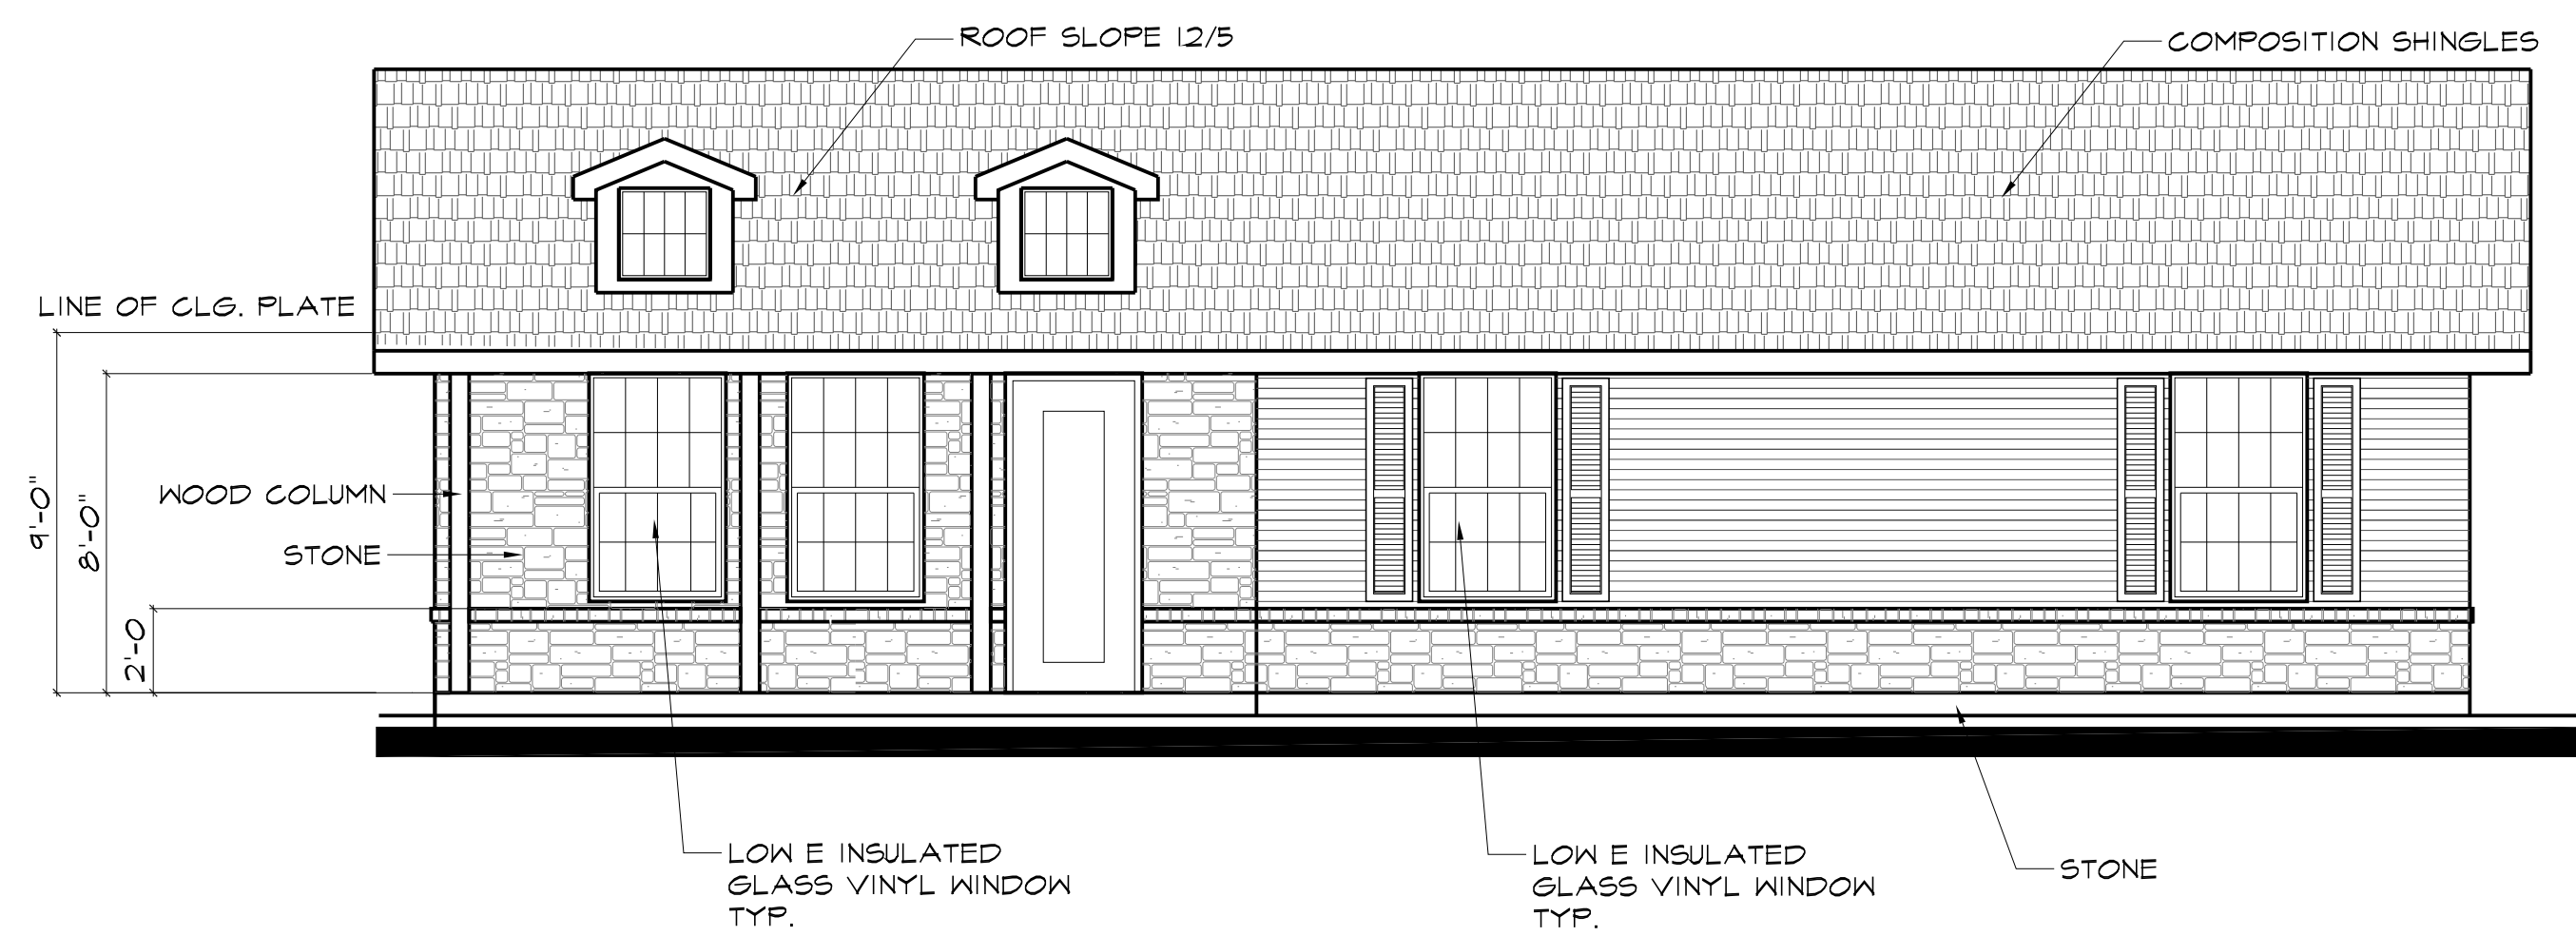 ROOF SLOPE 12/5
COMPOSITION SHINGLES
LINE OF CLG. PLATE
9'-0"
8'-0"
WOOD COLUMN
STONE
2'-0
LOW E INSULATED
GLASS VINYL WINDOW
TYP.
LOW E INSULATED
GLASS VINYL WINDOW
TYP.
STONE